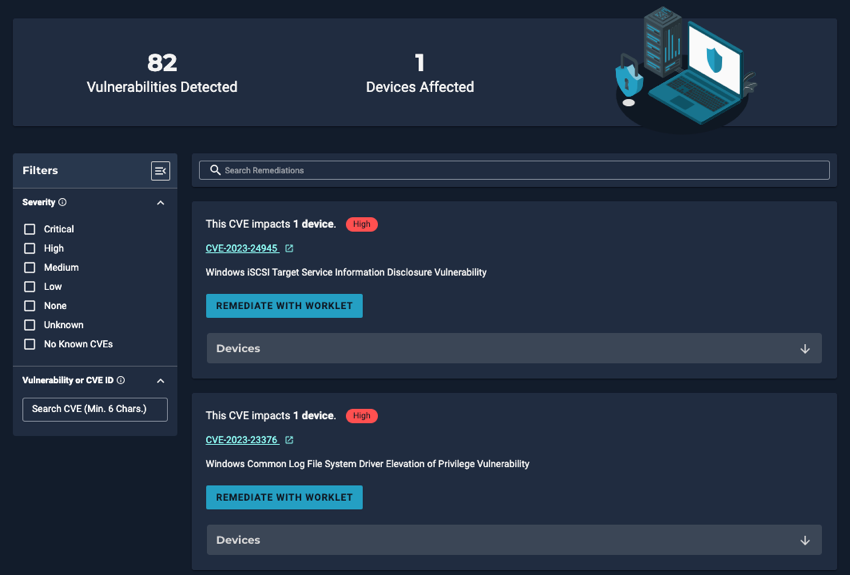 82
Vulnerabilities Detected
1
Devices Affected
Filters
Severity
Critical
High
Medium
Low
None
Unknown
No Known CVEs
Vulnerability or CVE ID
Search CVE (Min. 6 Chars.)
Search Remediations
This CVE impacts 1 device. High
CVE-2023-24945
Windows iSCSI Target Service Information Disclosure Vulnerability
REMEDIATE WITH WORKLET
Devices
This CVE impacts 1 device. High
CVE-2023-23376
Windows Common Log File System Driver Elevation of Privilege Vulnerability
REMEDIATE WITH WORKLET
Devices